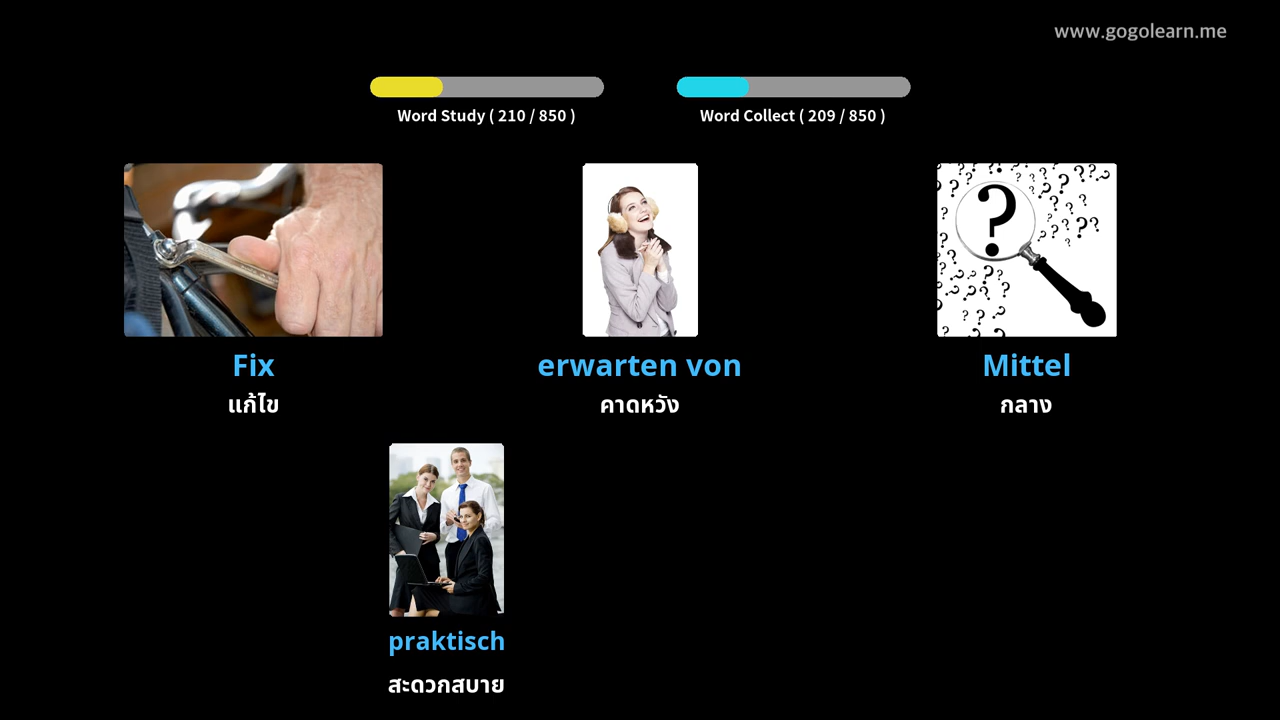 www.gogolearn.me
Word Study ( 210 / 850 )
Word Collect ( 209 / 850 )
Fix
erwarten von
Mittel
แก้ไข
คาดหวัง
กลาง
praktisch
สะดวกสบาย